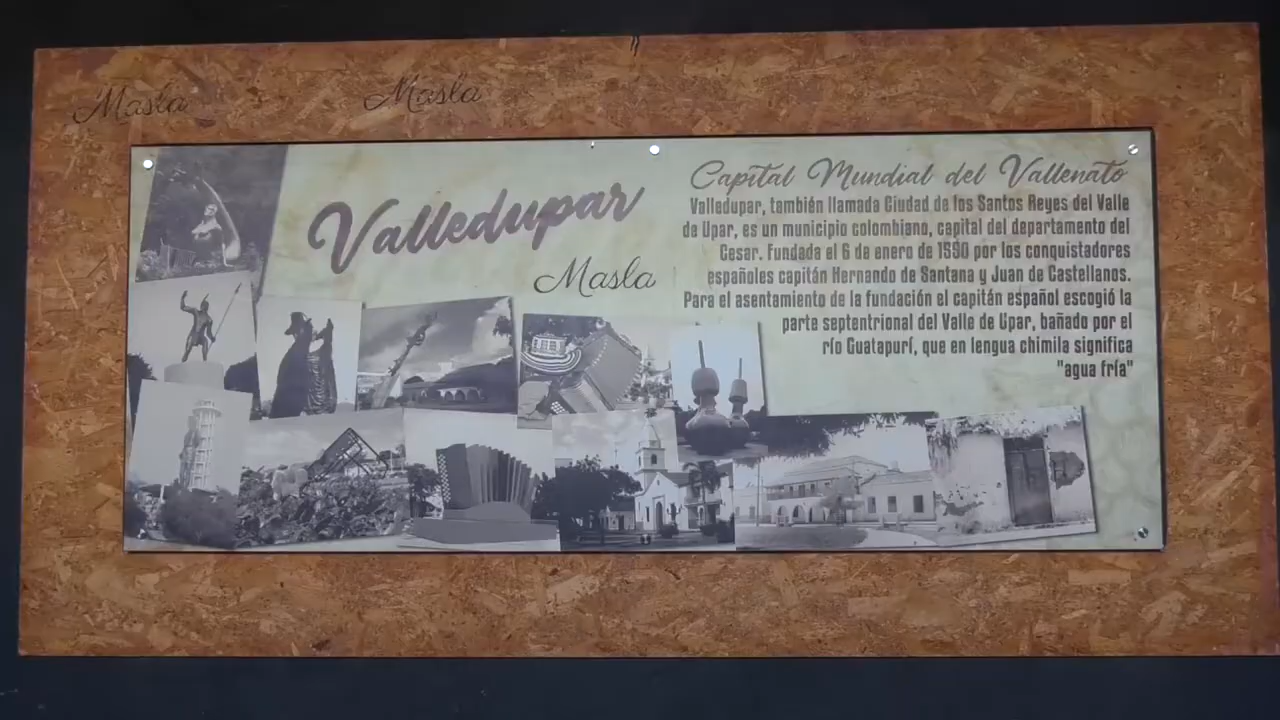 Masla
Masla
Valledupar
Masla
Capital Mundial del Vallenato
Valledupar, también llamada Ciudad de los Santos Reyes del Valle
de Upar, es un municipio colombiano, capital del departamento del
Cesar. Fundada el 6 de enero de 1590 por los conquistadores
españoles capitán Hernando de Santana y Juan de Castellanos.
Para el asentamiento de la fundación el capitán español escogió la
parte septentrional del Valle de Upar, bañado por el
río Guatapurí, que en lengua chimila significa
"agua fría"